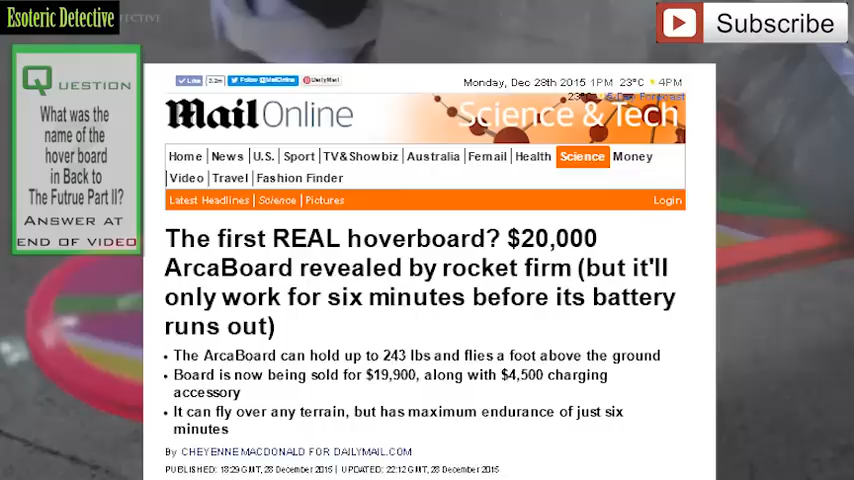 Esoteric Detective
Subscribe
QUESTION
What was the
name of the
hover board
in Back to
The Futrue Part II?
ANSWER AT
END OF VIDEO
Like
2.2m
Follow @MailOnline
DailyMail
Monday, Dec 28th 2015 1PM 23°C 4PM
23°C 5-Day Forecast
Mail Online
Science & Tech
Home | News | U.S. | Sport | TV&Showbiz | Australia | Femail | Health | Science | Money
Video | Travel | Fashion Finder
Latest Headlines | Science | Pictures
Login
The first REAL hoverboard? $20,000
ArcaBoard revealed by rocket firm (but it'll
only work for six minutes before its battery
runs out)
• The ArcaBoard can hold up to 243 lbs and flies a foot above the ground
• Board is now being sold for $19,900, along with $4,500 charging
accessory
• It can fly over any terrain, but has maximum endurance of just six
minutes
By CHEYENNE MACDONALD FOR DAILYMAIL.COM
PUBLISHED: 18:29 GMT, 28 December 2015 | UPDATED: 22:12 GMT, 28 December 2015